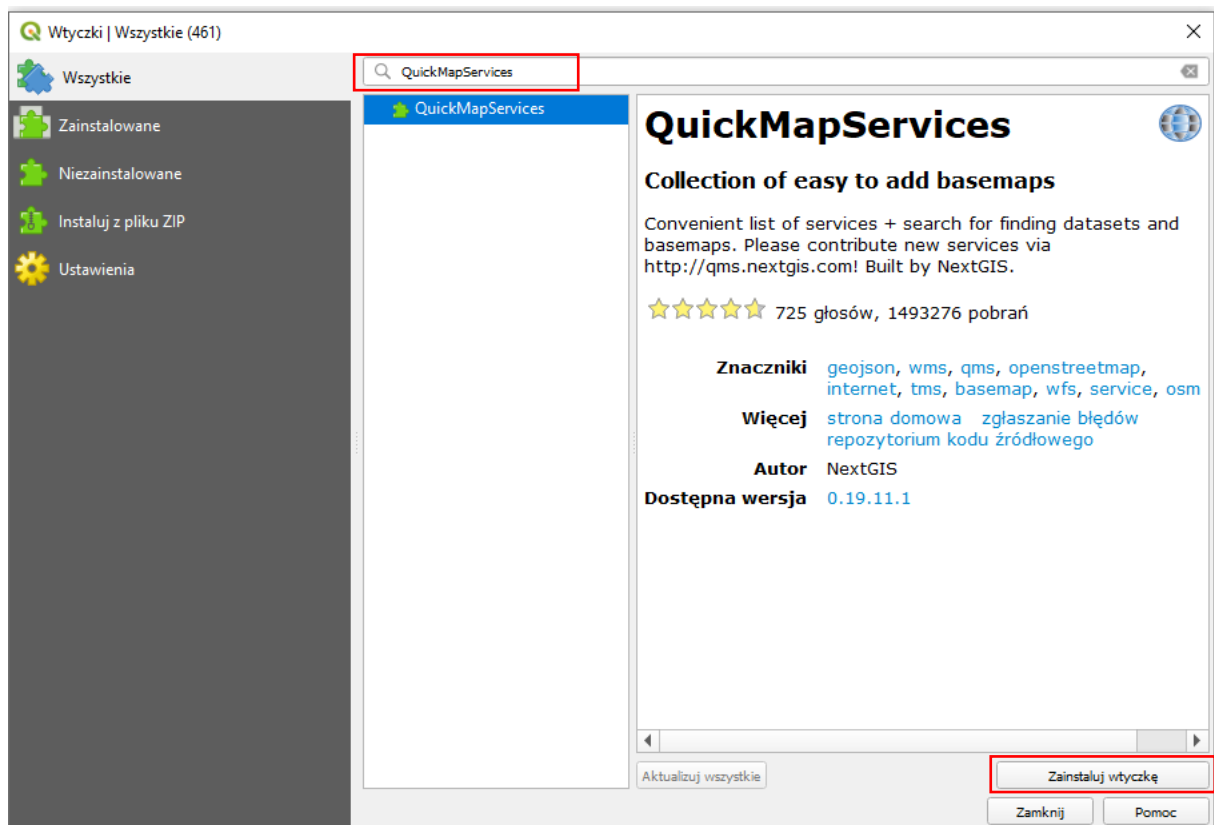 Wtyczki | Wszystkie (461)
Wszystkie
Zainstalowane
Niezainstalowane
Instaluj z pliku ZIP
Ustawienia
QuickMapServices
QuickMapServices
QuickMapServices
Collection of easy to add basemaps
Convenient list of services + search for finding datasets and
basemaps. Please contribute new services via
http://qms.nextgis.com! Built by NextGIS.
725 głosów, 1493276 pobrań
Znaczniki geojson, wms, qms, openstreetmap,
internet, tms, basemap, wfs, service, osm
Więcej strona domowa zgłaszanie błędów
repozytorium kodu źródłowego
Autor NextGIS
Dostępna wersja 0.19.11.1
Aktualizuj wszystkie Zainstaluj wtyczkę
Zamknij Pomoc